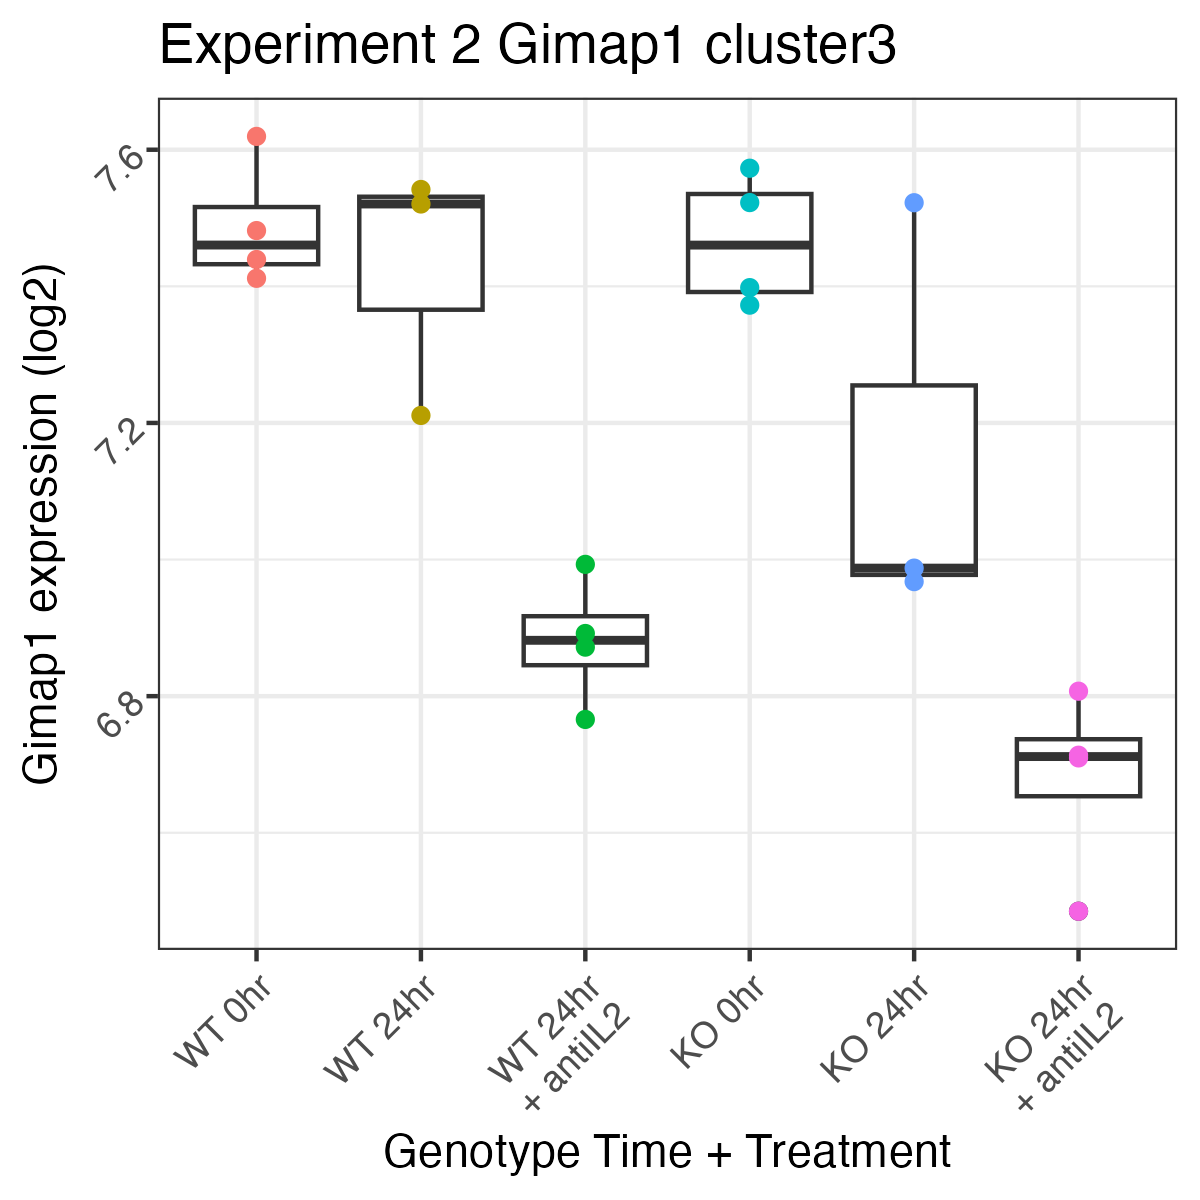 Experiment 2 Gimap1 cluster3
Gimap1 expression (log2)
7.6
7.2
6.8
WT 0hr
WT 24hr
WT 24hr
+ antiIL2
KO 0hr
KO 24hr
KO 24hr
+ antiIL2
Genotype Time + Treatment